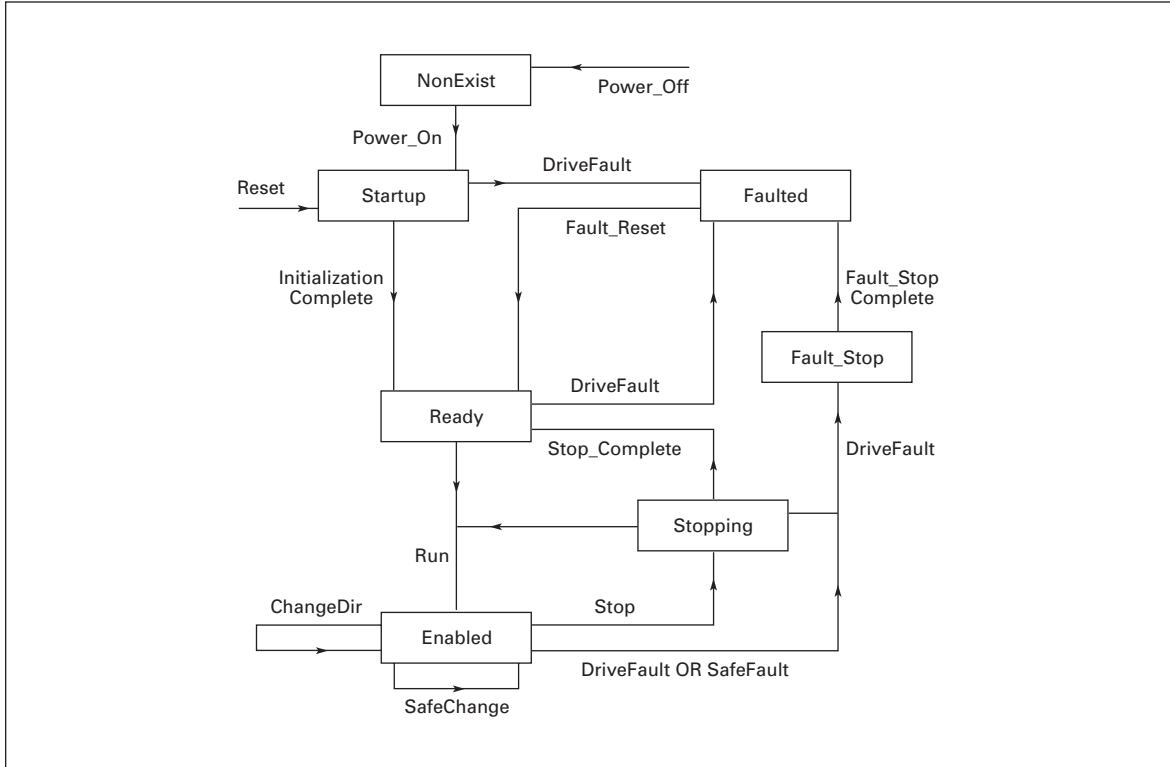 NonExist
Power_Off
Power_On
DriveFault
Reset
Startup
Faulted
Fault_Reset
Initialization
Complete
Fault_Stop
Complete
Fault_Stop
DriveFault
Ready
Stop_Complete
DriveFault
Stopping
Run
ChangeDir
Stop
Enabled
DriveFault OR SafeFault
SafeChange